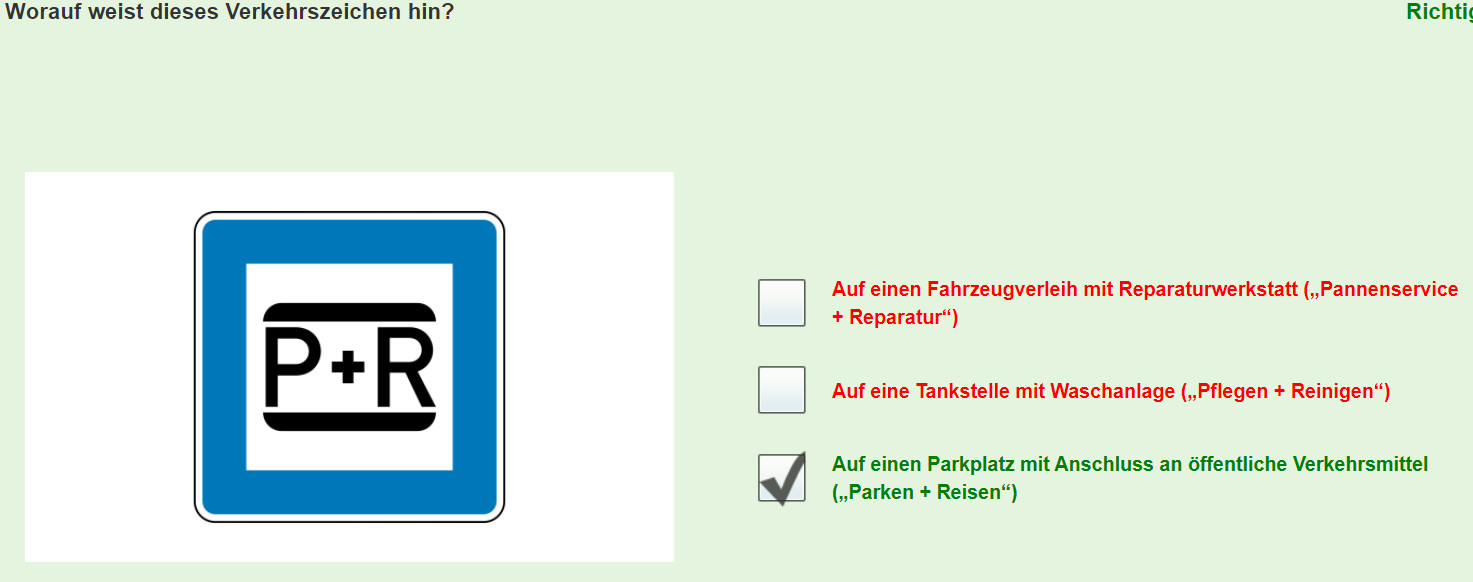 Worauf weist dieses Verkehrszeichen hin?
Richtig
P+R
Auf einen Fahrzeugverleih mit Reparaturwerkstatt („Pannenservice
+ Reparatur“)
Auf eine Tankstelle mit Waschanlage („Pflegen + Reinigen“)
Auf einen Parkplatz mit Anschluss an öffentliche Verkehrsmittel
(„Parken + Reisen“)